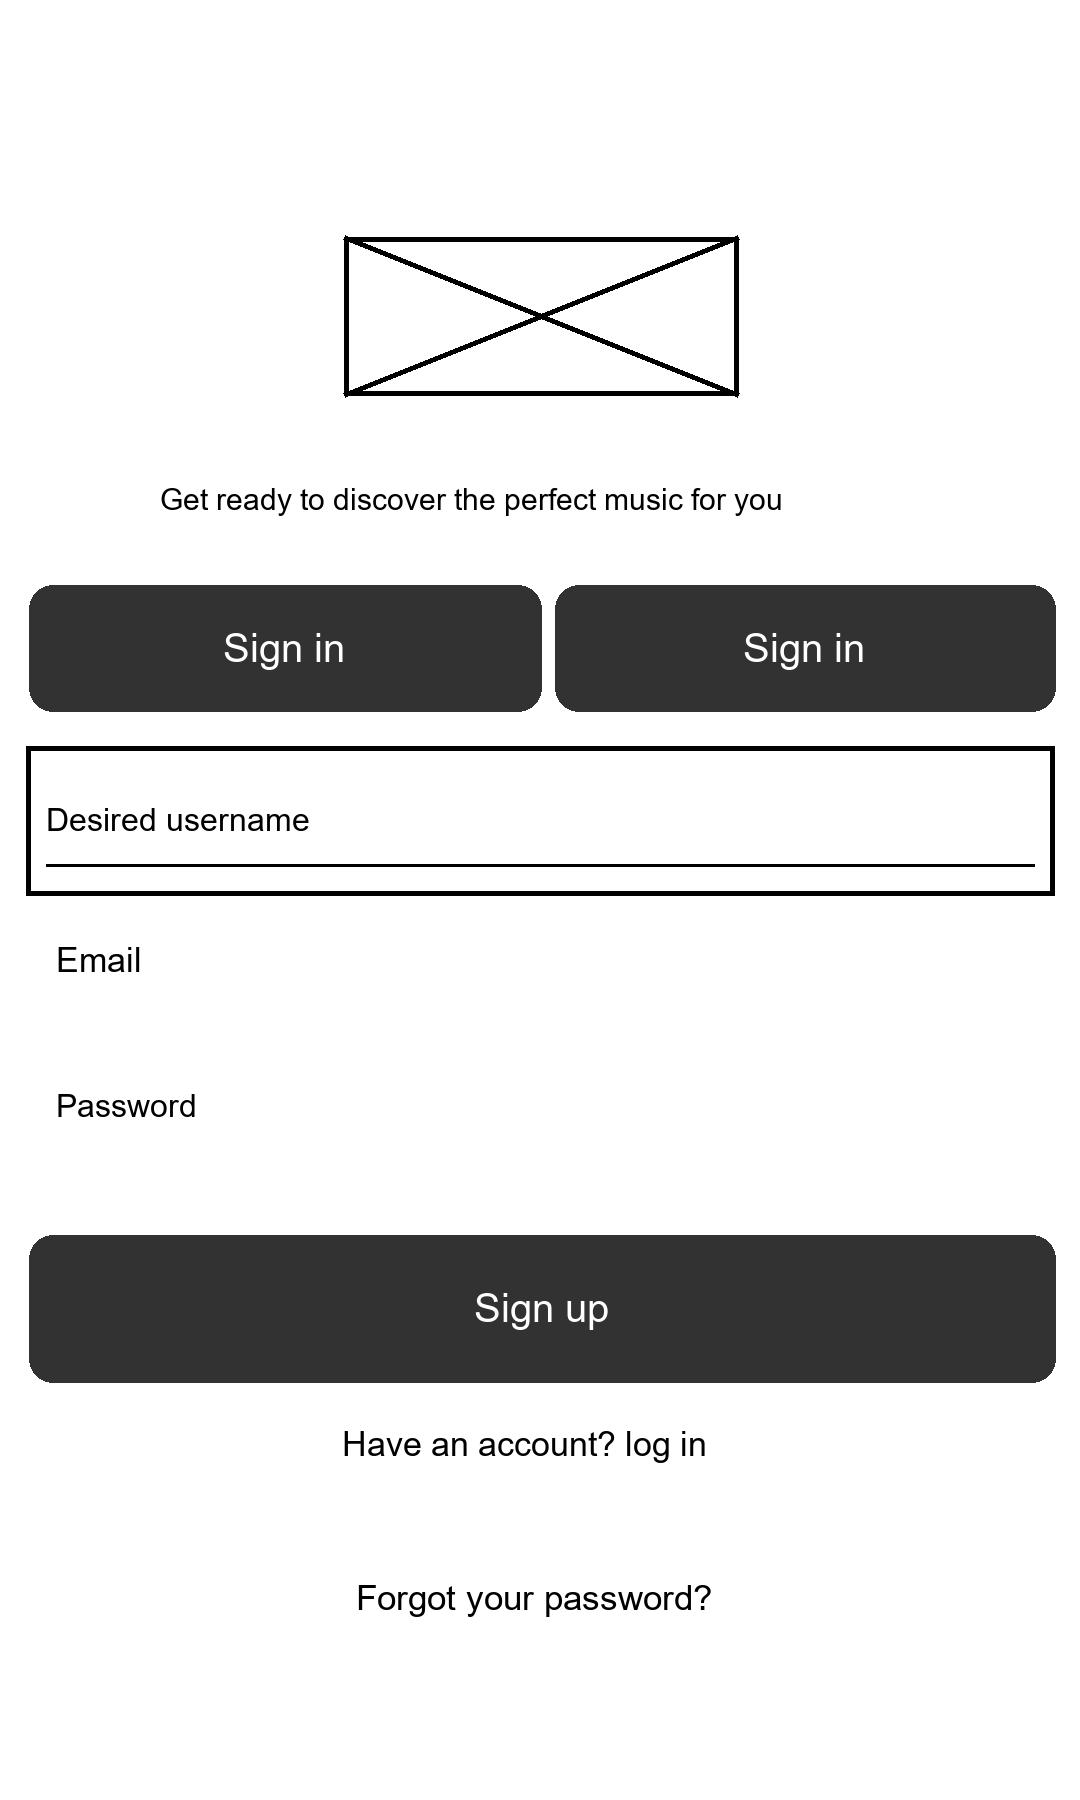 Get ready to discover the perfect music for you
Sign in
Sign in
Desired username
Email
Password
Sign up
Have an account? log in
Forgot your password?